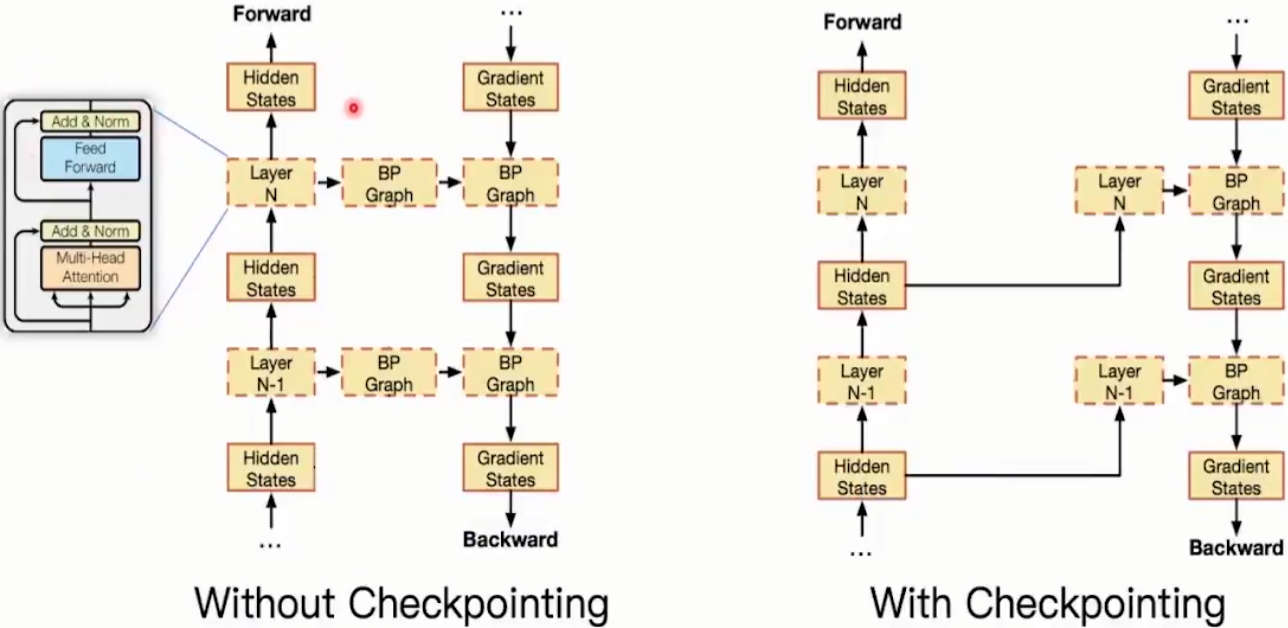 Forward
...
Hidden
States
Gradient
States
Add & Norm
Feed
Forward
Add & Norm
Multi-Head
Attention
Layer
N
BP
Graph
BP
Graph
Hidden
States
Gradient
States
Layer
N-1
BP
Graph
BP
Graph
Hidden
States
Gradient
States
...
Backward
Without Checkpointing
Forward
...
Hidden
States
Gradient
States
Layer
N
Layer
N
BP
Graph
Hidden
States
Gradient
States
Layer
N-1
Layer
N-1
BP
Graph
Hidden
States
Gradient
States
...
Backward
With Checkpointing